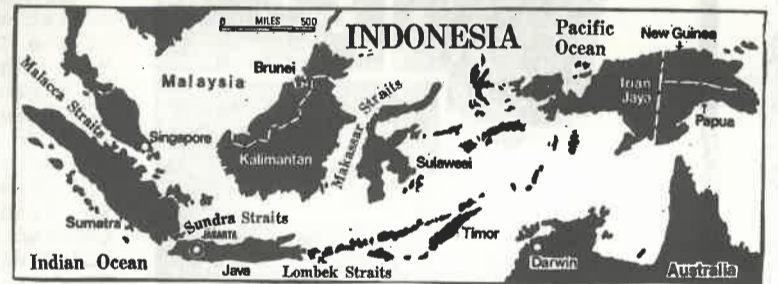 0 MILES 500
INDONESIA
Pacific
Ocean
New Guinea
Malacca Straits
Malaysia
Brunei
Makassar Straits
Irian
Jaya
Papua
Singapore
Kalimantan
Sulawesi
Sumatra
Sundra Straits
JAKARTA
Timor
Indian Ocean
Java
Lombek Straits
Darwin
Australia